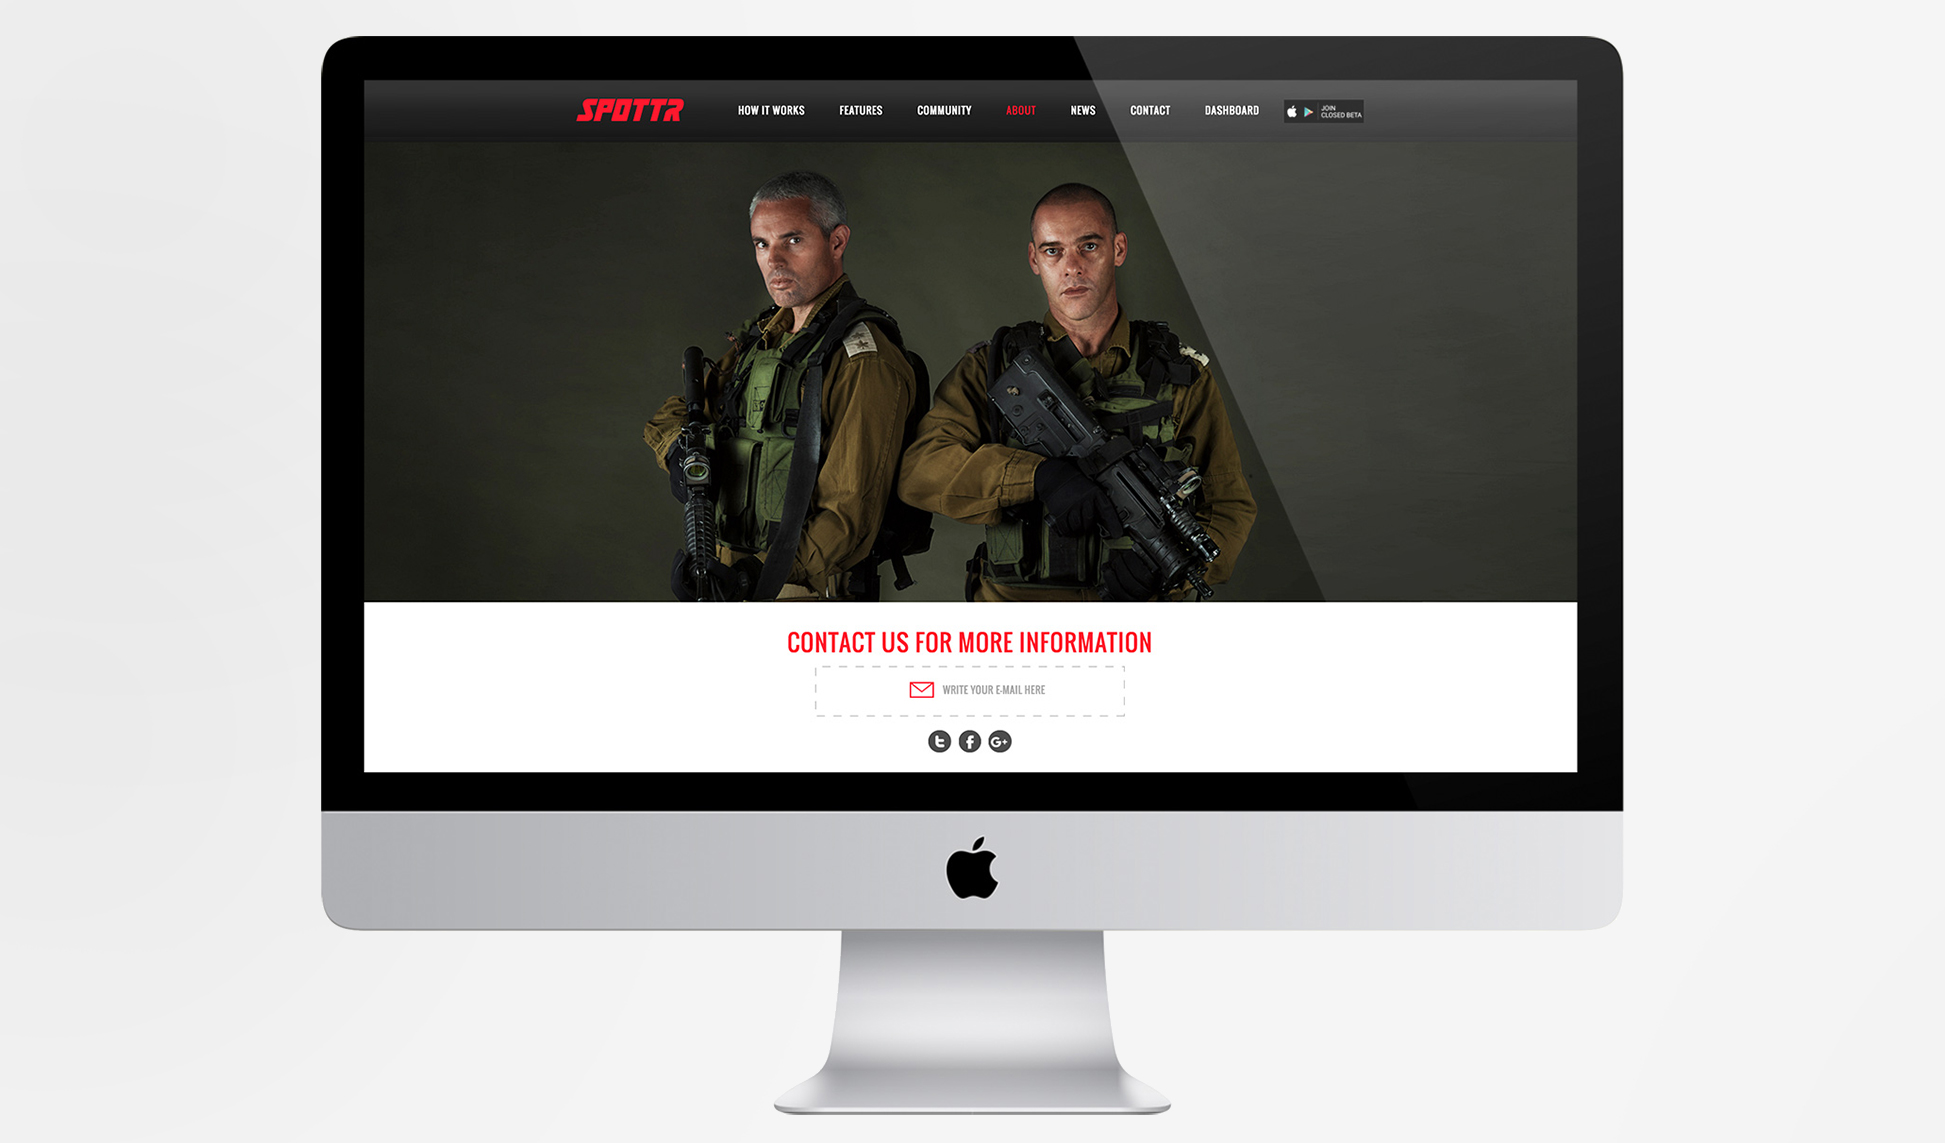 SPOTTR
HOW IT WORKS
FEATURES
COMMUNITY
ABOUT
NEWS
CONTACT
DASHBOARD
JOIN
CLOSED BETA
CONTACT US FOR MORE INFORMATION
WRITE YOUR E-MAIL HERE